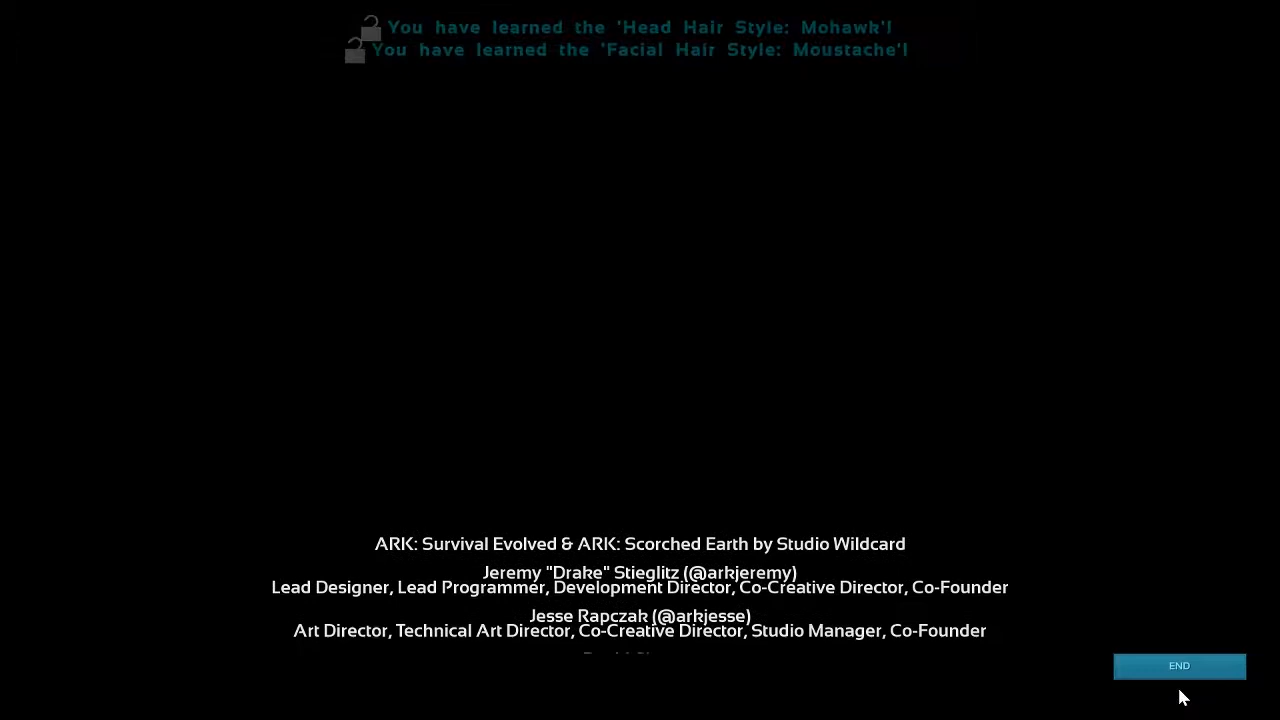 You have learned the 'Head Hair Style: Mohawk'!
You have learned the 'Facial Hair Style: Moustache'!
ARK: Survival Evolved & ARK: Scorched Earth by Studio Wildcard
Jeremy "Drake" Stieglitz (@arkjeremy)
Lead Designer, Lead Programmer, Development Director, Co-Creative Director, Co-Founder
Jesse Rapczak (@arkjesse)
Art Director, Technical Art Director, Co-Creative Director, Studio Manager, Co-Founder
END